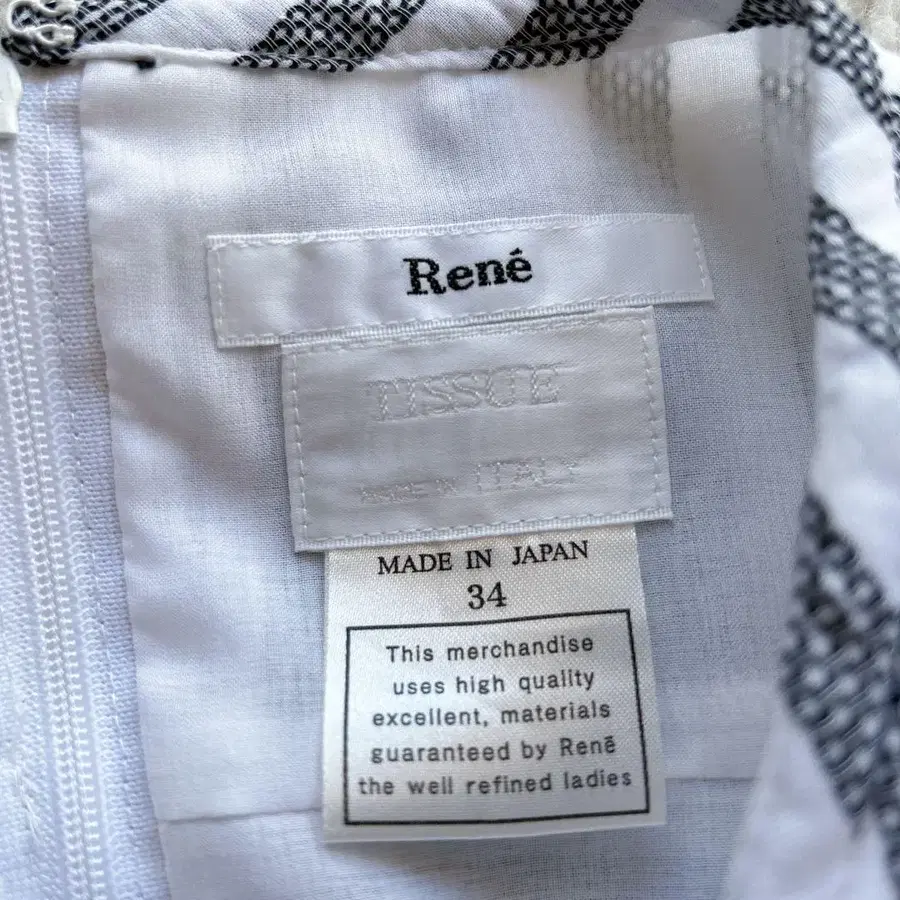 René
TISSUE
MADE IN ITALY
MADE IN JAPAN
34
This merchandise
uses high quality
excellent, materials
guaranteed by René
the well refined ladies